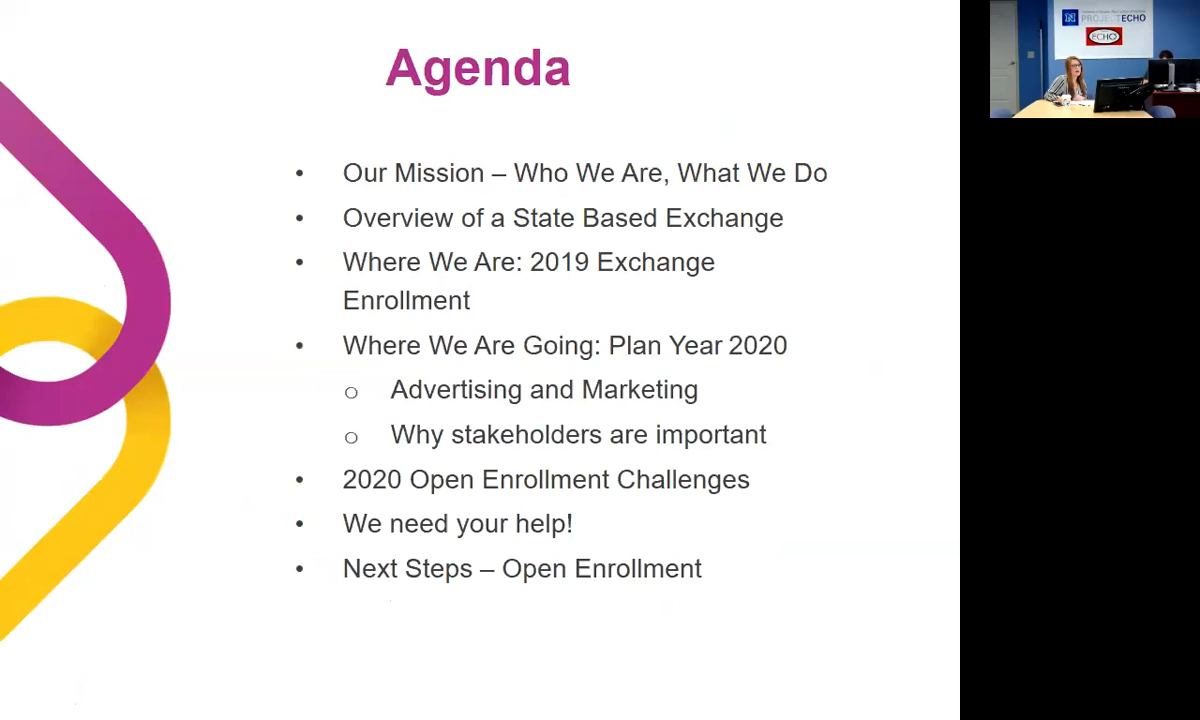 Agenda
• Our Mission – Who We Are, What We Do
• Overview of a State Based Exchange
• Where We Are: 2019 Exchange
Enrollment
• Where We Are Going: Plan Year 2020
o Advertising and Marketing
o Why stakeholders are important
• 2020 Open Enrollment Challenges
• We need your help!
• Next Steps – Open Enrollment
N
PROJECT ECHO
ECHO